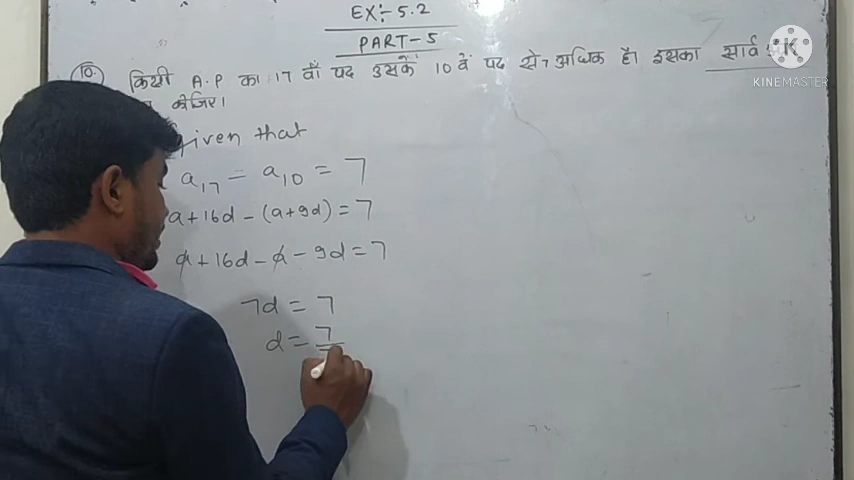 EX:- 5.2
PART-5
10. किसी A.P का 17 वाँ पद उसके 10 वें पद से 7 अधिक है। इसका सार्व
कीजिए।
given that
a17 = a10 = 7
a+16d - (a+9d) = 7
a + 16d - a - 9d = 7
7d = 7
d = 7
K
KINEMASTER